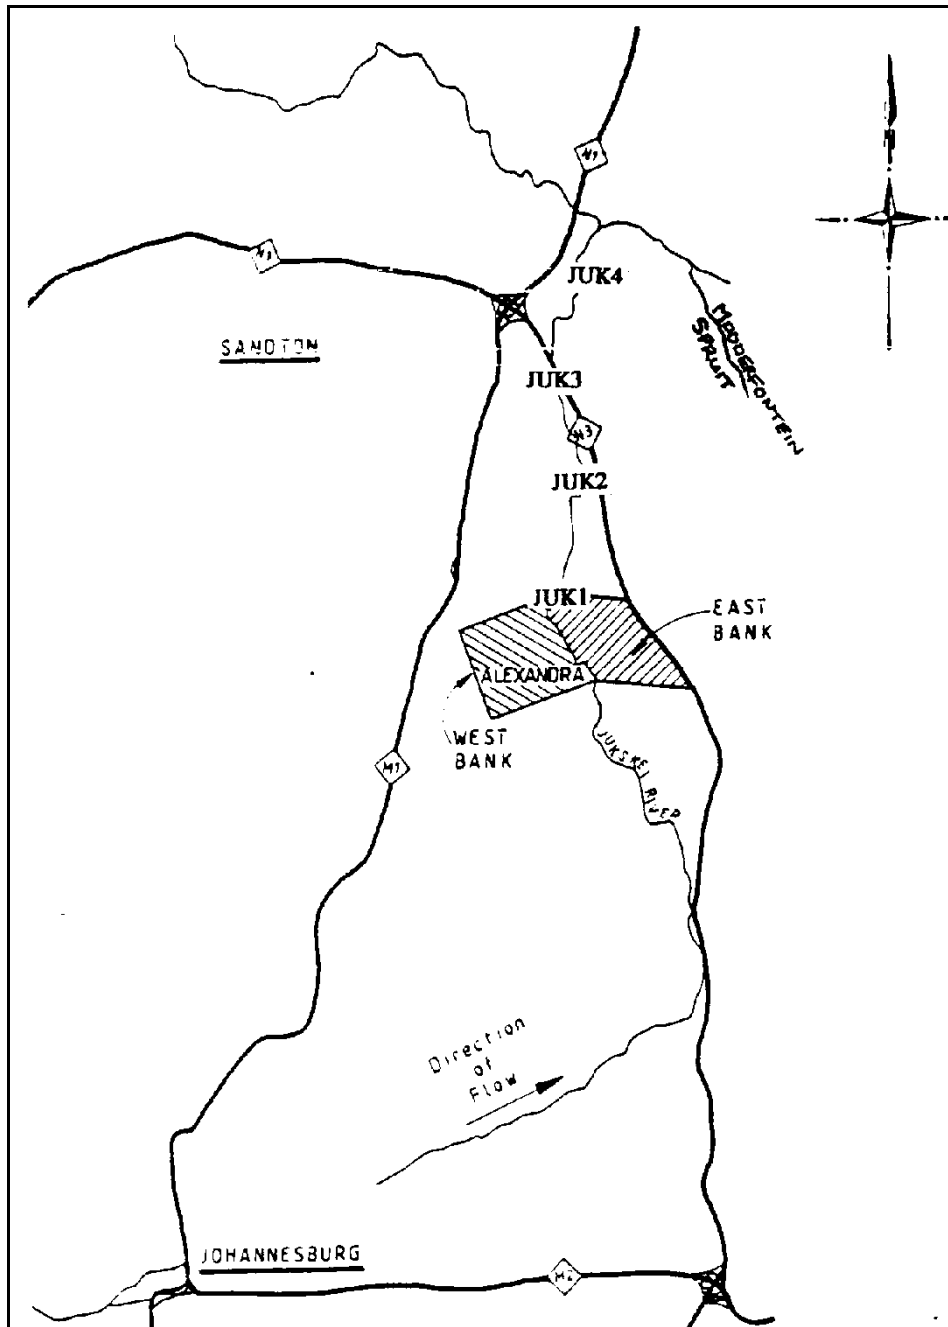 N
N1
N3
SANDTON
JUK4
MODDERFONTEIN
SPRUIT
JUK3
N3
JUK2
JUK1
EAST
BANK
ALEXANDRA
WEST
BANK
JUKSKEI RIVER
M1
Direction
of
Flow
JOHANNESBURG
M2